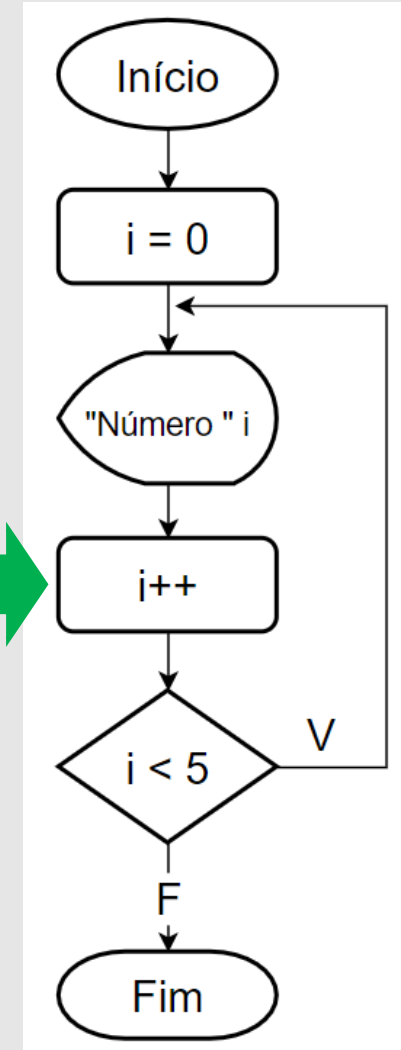 Início
i = 0
"Número " i
i++
i < 5
V
F
Fim